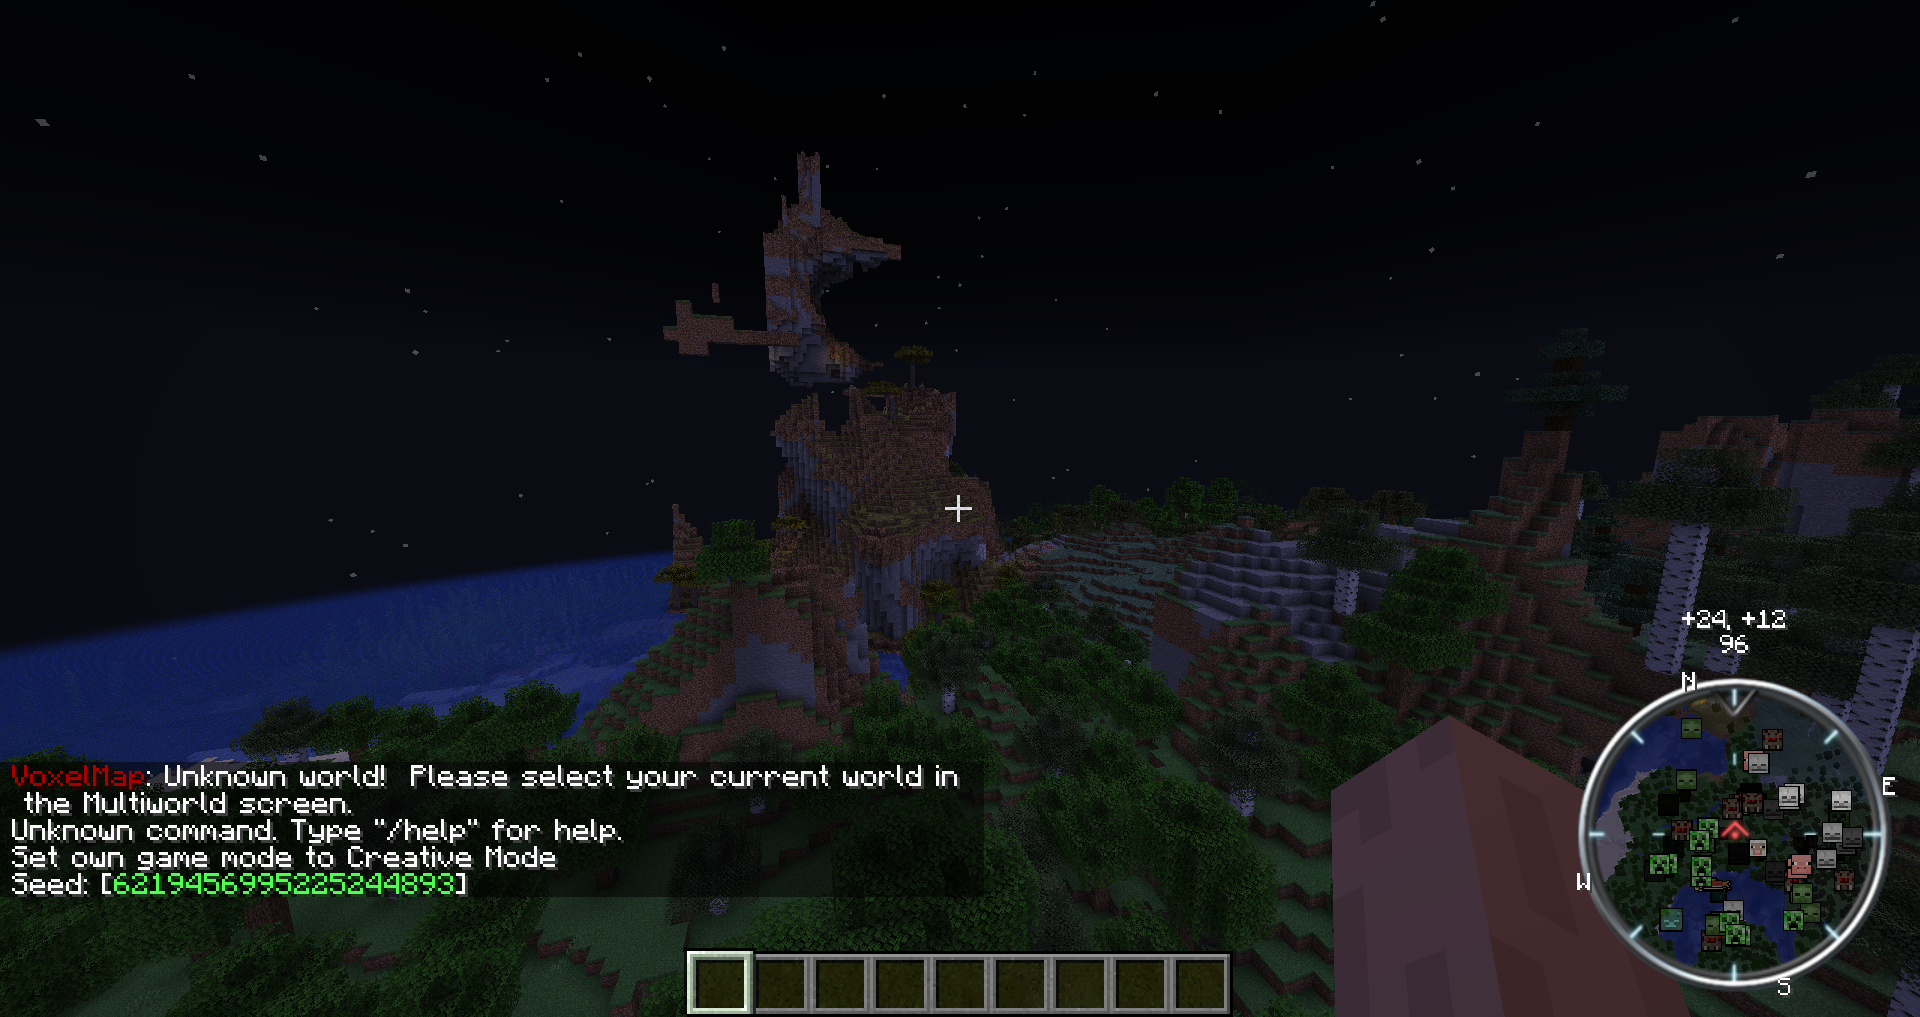 +24, +12
96
N
E
W
S
VoxelMap: Unknown world!  Please select your current world in
the Multiworld screen.
Unknown command. Type "/help" for help.
Set own game mode to Creative Mode
Seed: [6219456995225244893]